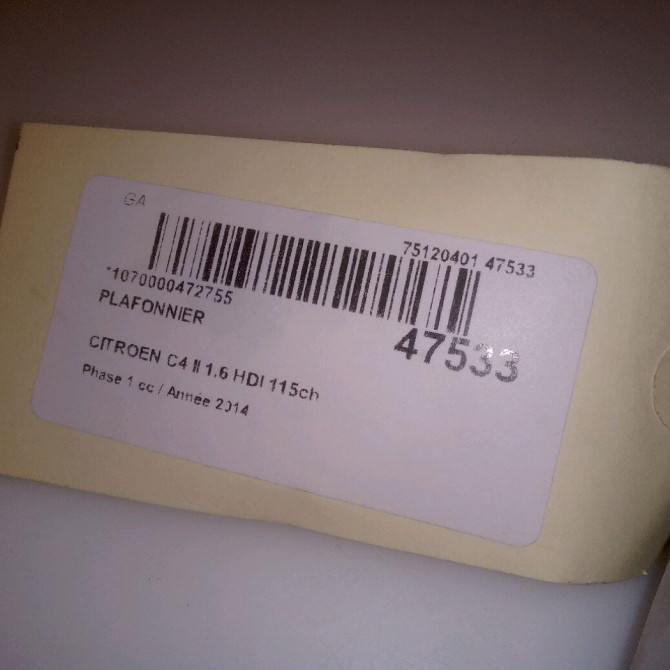 GA
75120401 47533
*1070000472755
PLAFONNIER
47533
CITROEN C4 II 1.6 HDI 115ch
Phase 1 cc / Année 2014